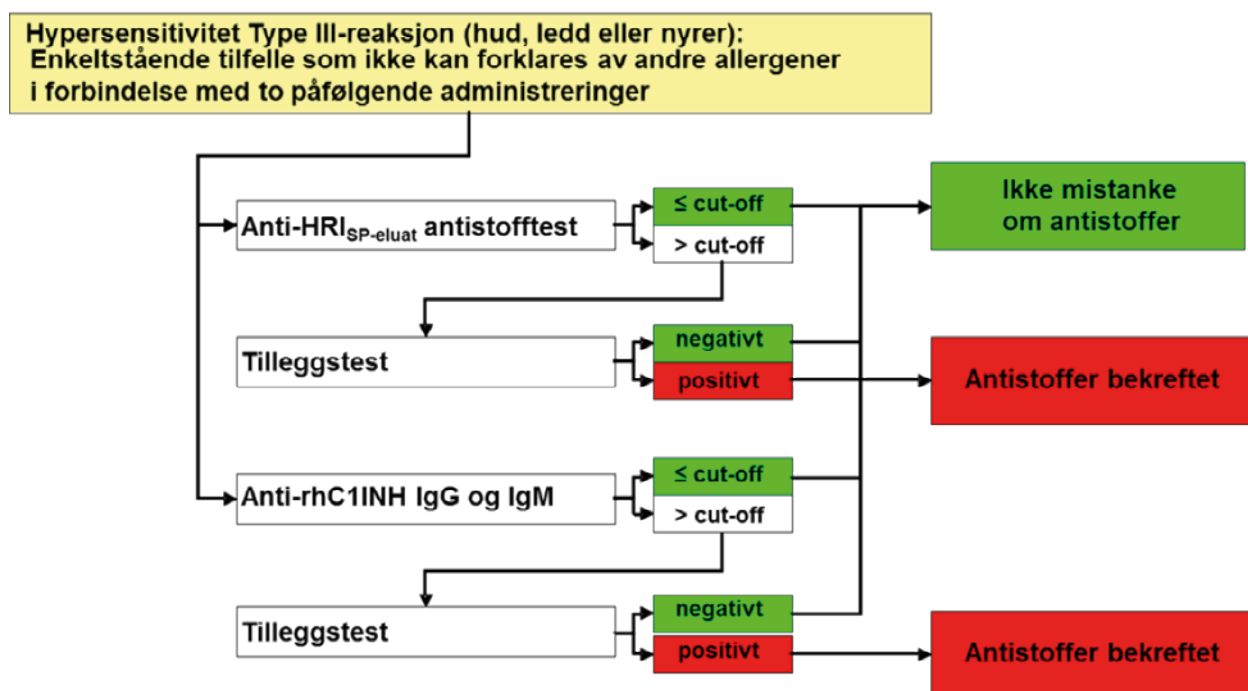 Hypersensitivitet Type III-reaksjon (hud, ledd eller nyrer):
Enkeltstående tilfelle som ikke kan forklares av andre allergener
i forbindelse med to påfølgende administreringer
Anti-HRISP-eluat antistofftest
≤ cut-off
> cut-off
Ikke mistanke
om antistoffer
Tilleggstest
negativt
positivt
Antistoffer bekreftet
Anti-rhC1INH IgG og IgM
≤ cut-off
> cut-off
Tilleggstest
negativt
positivt
Antistoffer bekreftet